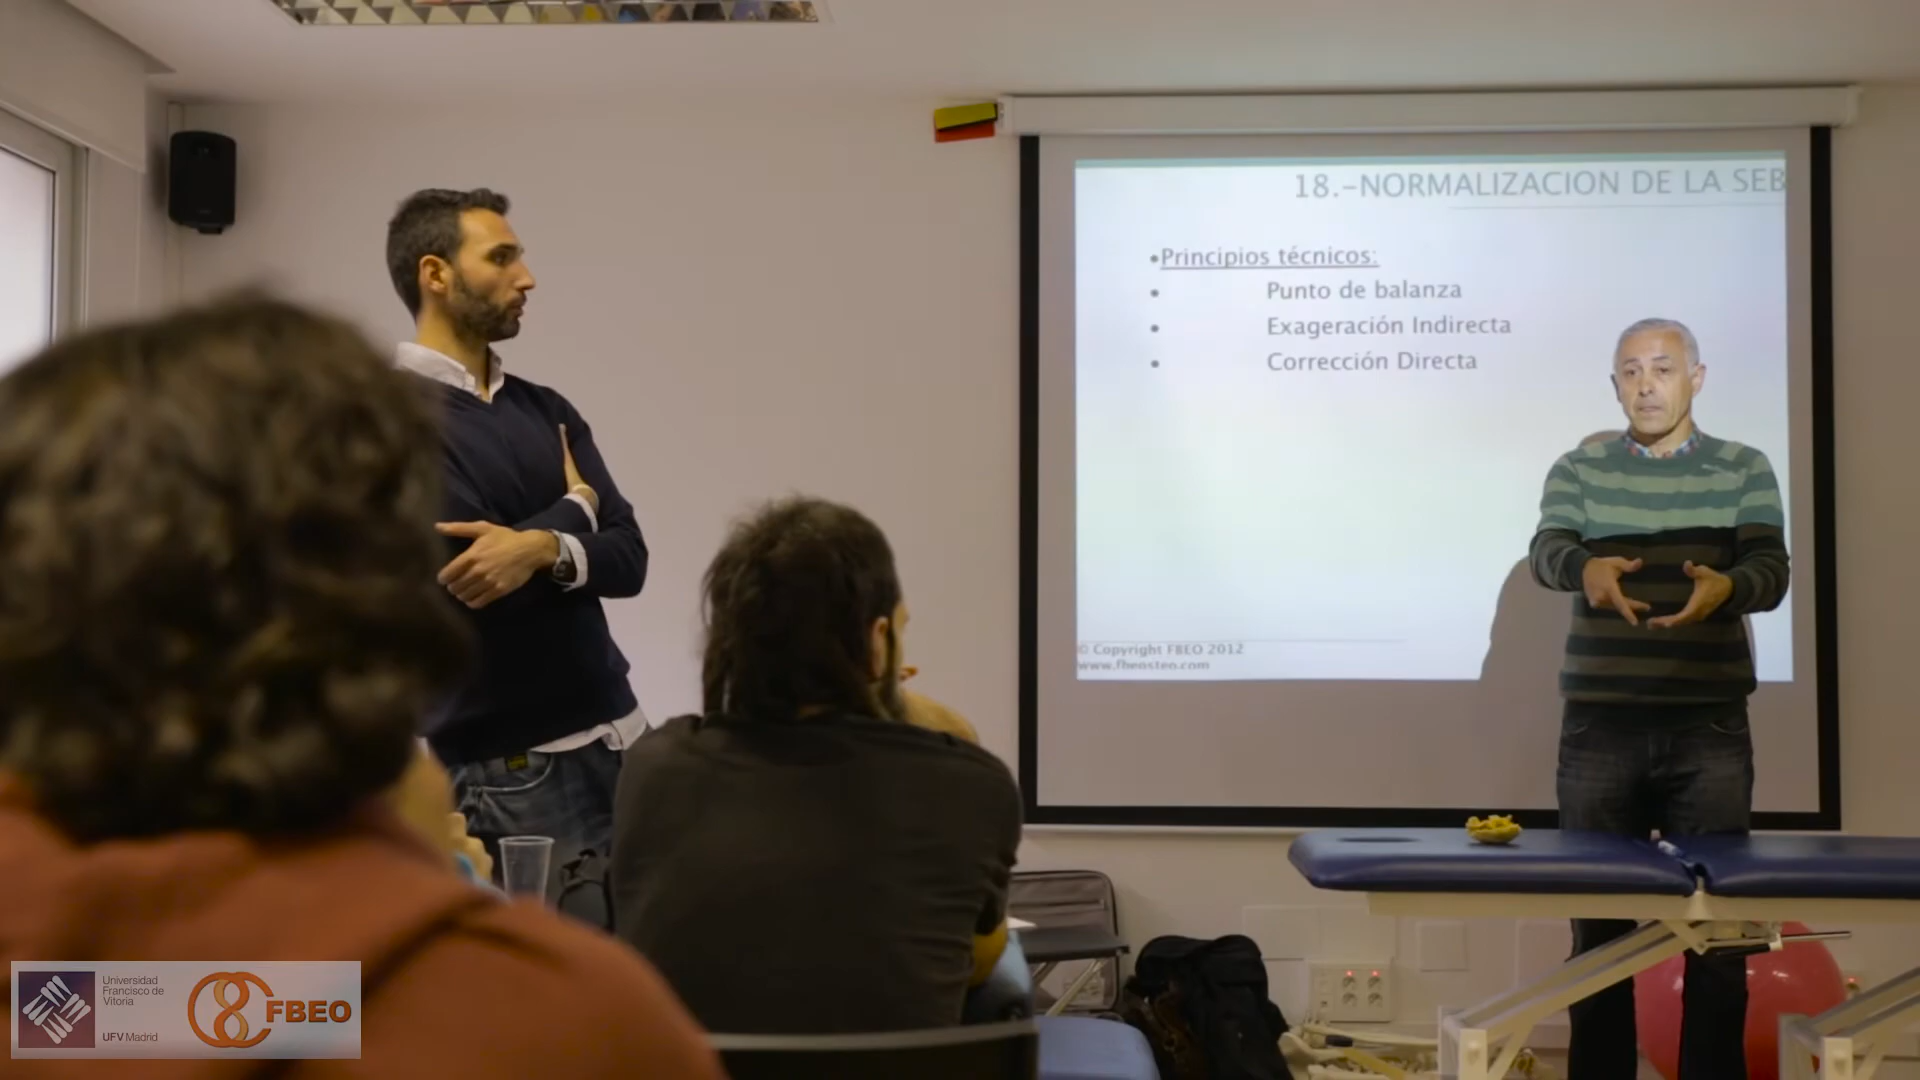 18.-NORMALIZACION DE LA SEB
•Principios técnicos:
• Punto de balanza
• Exageración Indirecta
• Corrección Directa
© Copyright FBEO 2012
www.fbeosteo.com
Universidad
Francisco de
Vitoria
UFV Madrid
FBEO